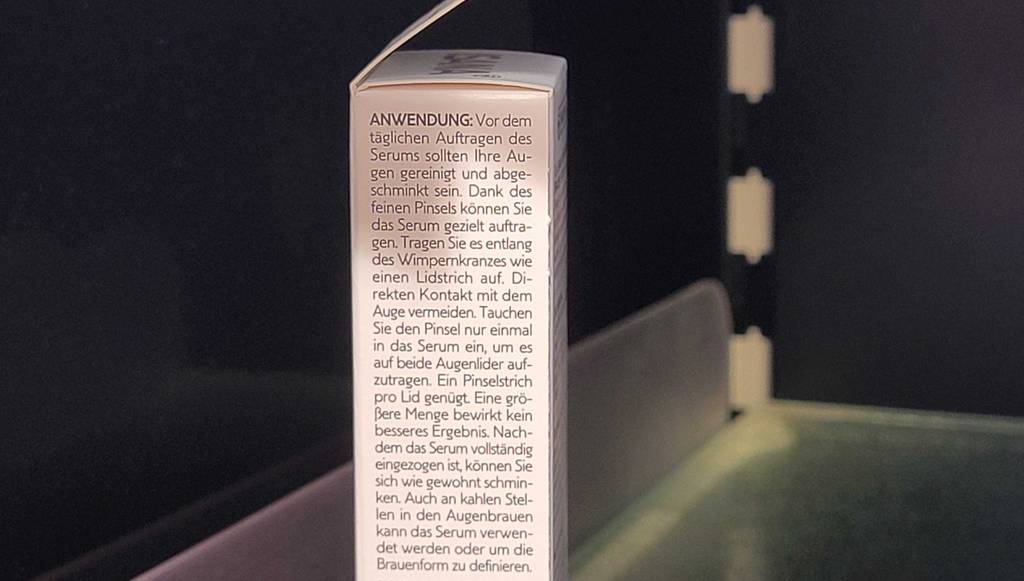 ANWENDUNG: Vor dem
täglichen Auftragen des
Serums sollten Ihre Au-
gen gereinigt und abge-
schminkt sein. Dank des
feinen Pinsels können Sie
das Serum gezielt auftra-
gen. Tragen Sie es entlang
des Wimpernkranzes wie
einen Lidstrich auf. Di-
rekten Kontakt mit dem
Auge vermeiden. Tauchen
Sie den Pinsel nur einmal
in das Serum ein, um es
auf beide Augenlider auf-
zutragen. Ein Pinselstrich
pro Lid genügt. Eine grö-
ßere Menge bewirkt kein
besseres Ergebnis. Nach-
dem das Serum vollständig
eingezogen ist, können Sie
sich wie gewohnt schmin-
ken. Auch an kahlen Stel-
len in den Augenbrauen
kann das Serum verwen-
det werden oder um die
Brauenform zu definieren.